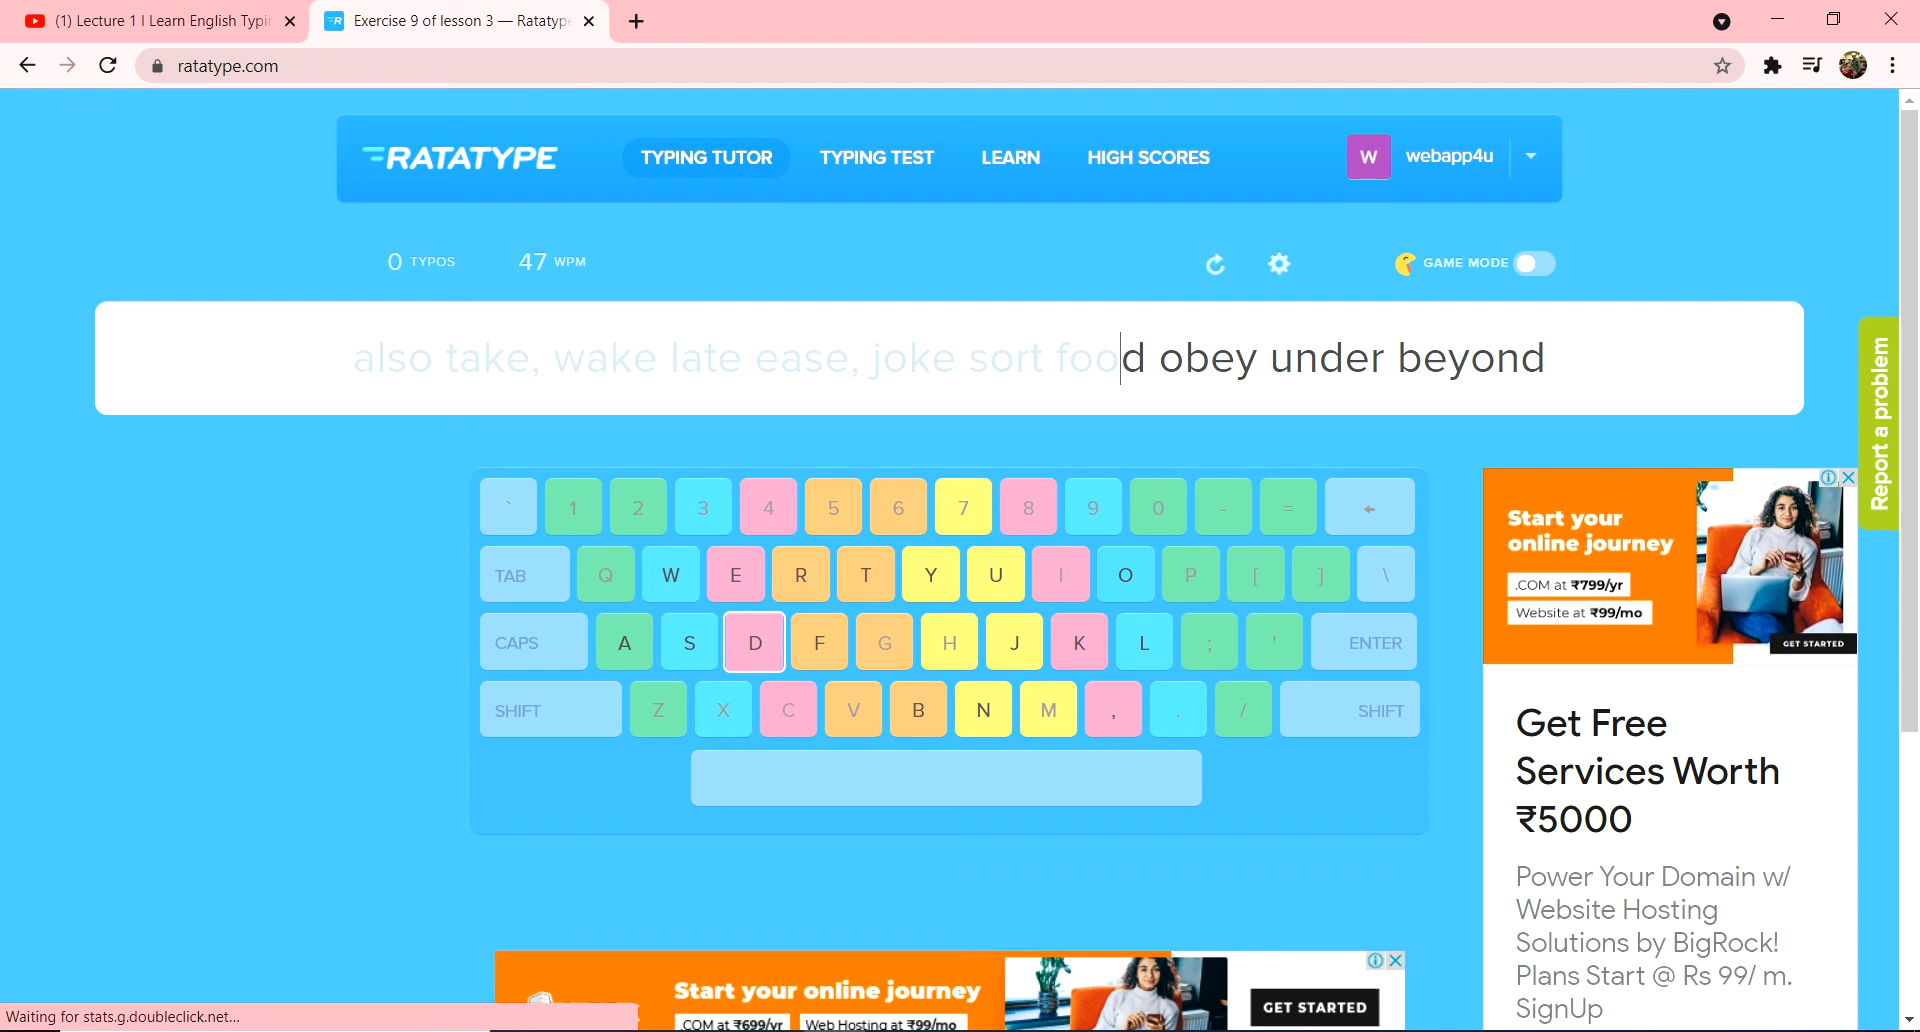 (1) Lecture 1 I Learn English Typi
Exercise 9 of lesson 3 — Ratatype
ratatype.com
RATATYPE
TYPING TUTOR
TYPING TEST
LEARN
HIGH SCORES
W
webapp4u
0 TYPOS
47 WPM
GAME MODE
also take, wake late ease, joke sort food obey under beyond
Report a problem
` 1 2 3 4 5 6 7 8 9 0 - = ←
TAB Q W E R T Y U I O P [ ] \
CAPS A S D F G H J K L ; ' ENTER
SHIFT Z X C V B N M , . / SHIFT
Start your
online journey
.COM at ₹799/yr
Website at ₹99/mo
GET STARTED
Get Free
Services Worth
₹5000
Power Your Domain w/
Website Hosting
Solutions by BigRock!
Plans Start @ Rs 99/ m.
SignUp
Start your online journey
.COM at ₹699/yr
Web Hosting at ₹99/mo
GET STARTED
Waiting for stats.g.doubleclick.net...